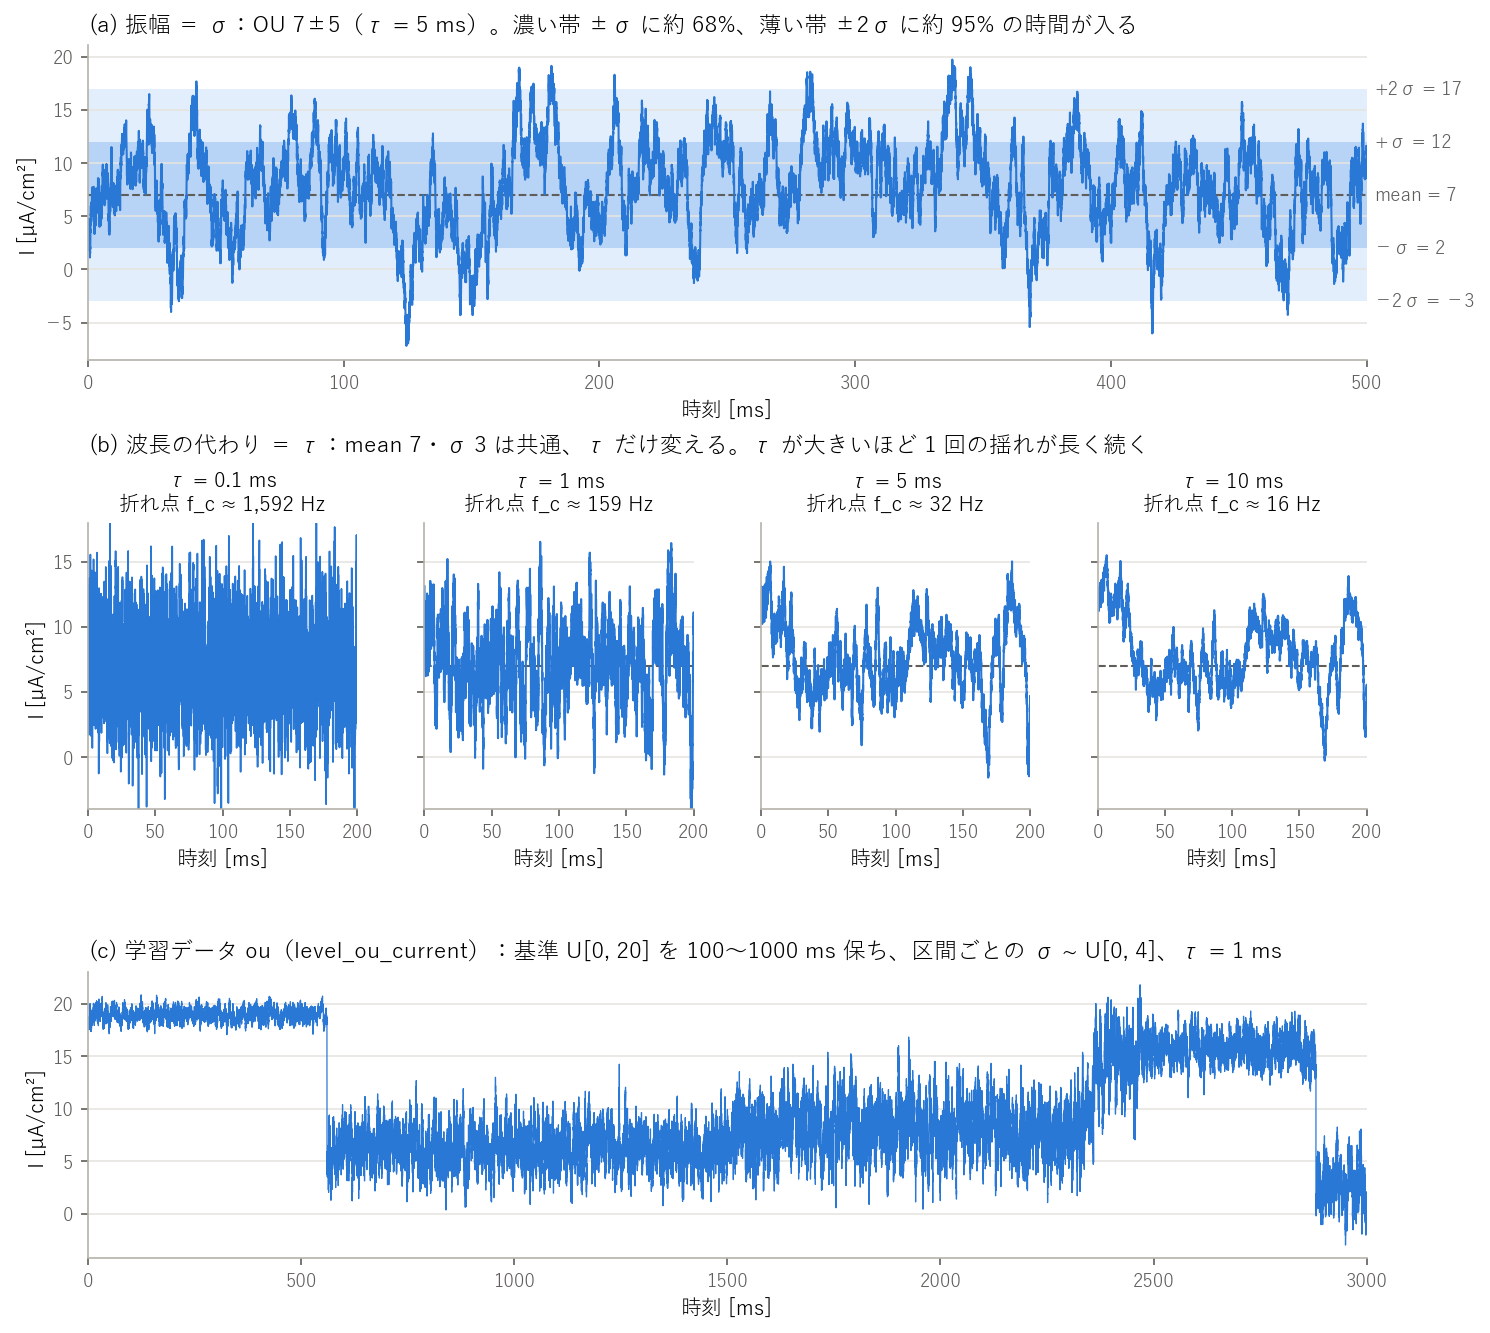 (a) 振幅 = σ：OU 7±5（τ = 5 ms）。濃い帯 ±σ に約 68%、薄い帯 ±2σ に約 95% の時間が入る
I [μA/cm²]
20
15
10
5
0
−5
+2σ = 17
+σ = 12
mean = 7
−σ = 2
−2σ = −3
0 100 200 300 400 500
時刻 [ms]
(b) 波長の代わり = τ：mean 7・σ 3 は共通、τ だけ変える。τ が大きいほど 1 回の揺れが長く続く
τ = 0.1 ms
折れ点 f_c ≈ 1,592 Hz
τ = 1 ms
折れ点 f_c ≈ 159 Hz
τ = 5 ms
折れ点 f_c ≈ 32 Hz
τ = 10 ms
折れ点 f_c ≈ 16 Hz
I [μA/cm²]
15
10
5
0
0 50 100 150 200
時刻 [ms]
0 50 100 150 200
時刻 [ms]
0 50 100 150 200
時刻 [ms]
0 50 100 150 200
時刻 [ms]
(c) 学習データ ou（level_ou_current）：基準 U[0, 20] を 100〜1000 ms 保ち、区間ごとの σ ~ U[0, 4]、τ = 1 ms
I [μA/cm²]
20
15
10
5
0
0 500 1000 1500 2000 2500 3000
時刻 [ms]